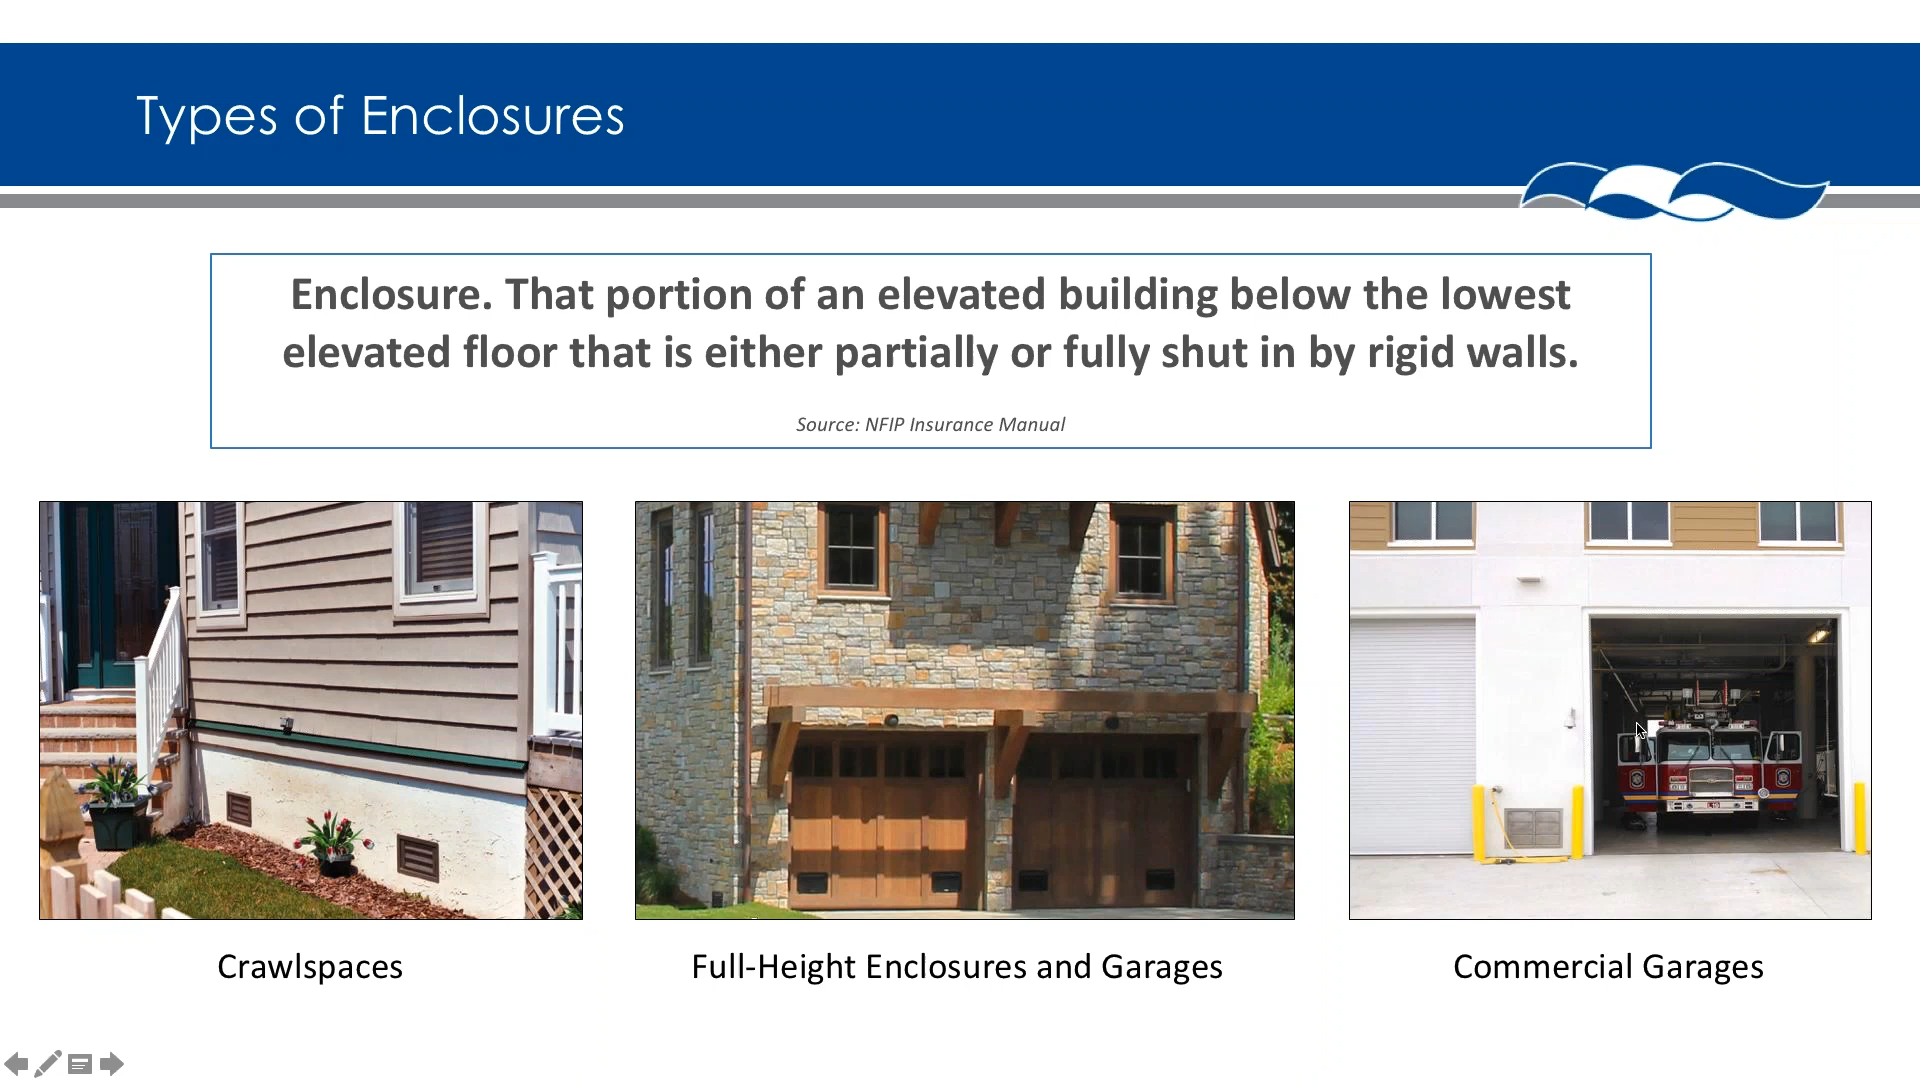 Types of Enclosures
Enclosure. That portion of an elevated building below the lowest
elevated floor that is either partially or fully shut in by rigid walls.
Source: NFIP Insurance Manual
Crawlspaces
Full-Height Enclosures and Garages
Commercial Garages